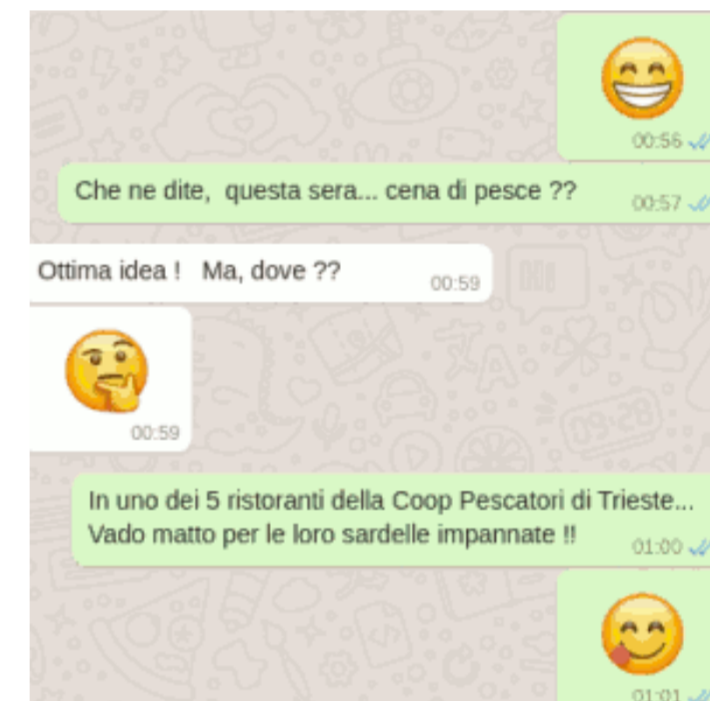 00:56
Che ne dite, questa sera... cena di pesce ??
00:57
Ottima idea ! Ma, dove ??
00:59
00:59
In uno dei 5 ristoranti della Coop Pescatori di Trieste...
Vado matto per le loro sardelle impannate !!
01:00
01:01